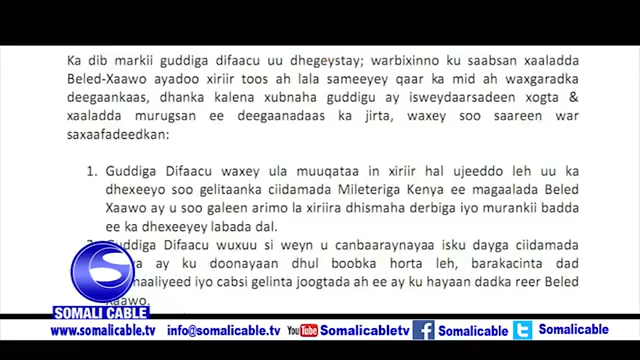 Ka dib markii guddiga difaacu uu dhegeystay; warbixinno ku saabsan xaaladda
Beled-Xaawo ayadoo xiriir toos ah lala sameeyey qaar ka mid ah waxgaradka
deegaankaas, dhanka kalena xubnaha guddigu ay isweydaarsadeen xogta &
xaaladda murugsan ee deegaanadaas ka jirta, waxey soo saareen war
saxaafadeedkan:
1. Guddiga Difaacu waxey ula muuqataa in xiriir hal ujeeddo leh uu ka
dhexeeyo soo gelitaanka ciidamada Mileteriga Kenya ee magaalada Beled
Xaawo ay u soo galeen arimo la xiriira dhismaha derbiga iyo murankii badda
ee ka dhexeeyey labada dal.
Guddiga Difaacu wuxuu si weyn u canbaaraynayaa isku dayga ciidamada
ay ku doonayaan dhul boobka horta leh, barakacinta dad
iyo cabsi gelinta joogtada ah ee ay ku hayaan dadka reer Beled
Xaawo.
S
SOMALI CABLE
www.somalicable.tv info@somalicable.tv You Tube Somalicabletv f Somalicable t Somalicable